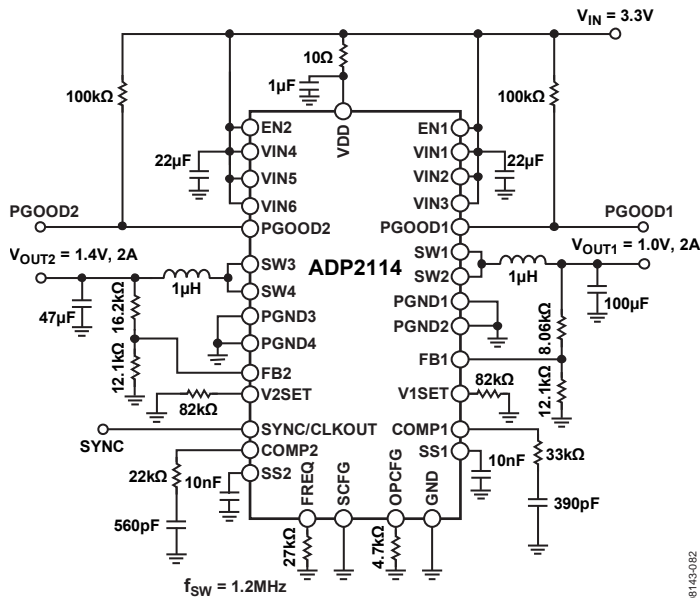 V_IN = 3.3V
10Ω
1µF
100kΩ
100kΩ
VDD
EN2
EN1
VIN4
VIN1
22µF
22µF
VIN5
VIN2
VIN6
VIN3
PGOOD2
PGOOD2
PGOOD1
PGOOD1
V_OUT2 = 1.4V, 2A
V_OUT1 = 1.0V, 2A
ADP2114
SW3
SW1
1µH
1µH
SW4
SW2
47µF
16.2kΩ
100µF
PGND3
PGND1
PGND4
PGND2
8.06kΩ
12.1kΩ
FB2
FB1
12.1kΩ
V2SET
V1SET
82kΩ
82kΩ
SYNC
SYNC/CLKOUT
COMP1
COMP2
SS1
22kΩ
10nF
SS2
10nF
33kΩ
560pF
390pF
FREQ
SCFG
OPCFG
GND
27kΩ
4.7kΩ
f_SW = 1.2MHz
08143-082